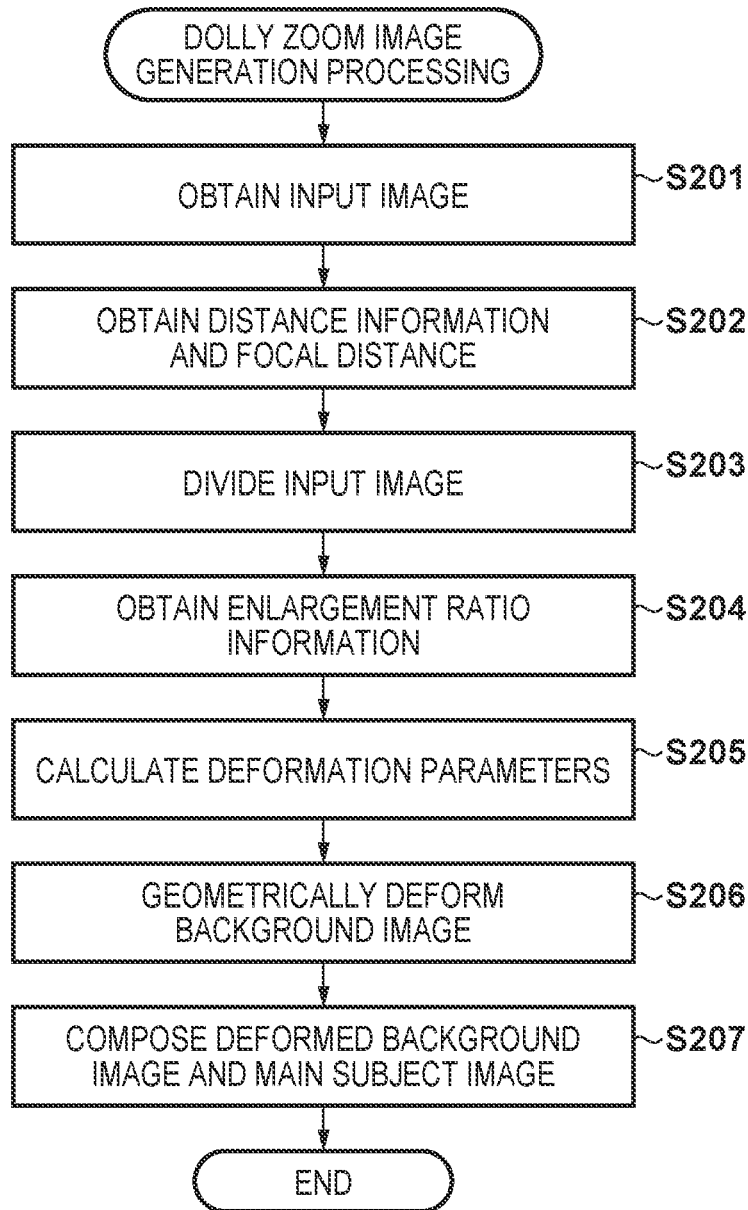 DOLLY ZOOM IMAGE
GENERATION PROCESSING
OBTAIN INPUT IMAGE
S201
OBTAIN DISTANCE INFORMATION
AND FOCAL DISTANCE
S202
DIVIDE INPUT IMAGE
S203
OBTAIN ENLARGEMENT RATIO
INFORMATION
S204
CALCULATE DEFORMATION PARAMETERS
S205
GEOMETRICALLY DEFORM
BACKGROUND IMAGE
S206
COMPOSE DEFORMED BACKGROUND
IMAGE AND MAIN SUBJECT IMAGE
S207
END